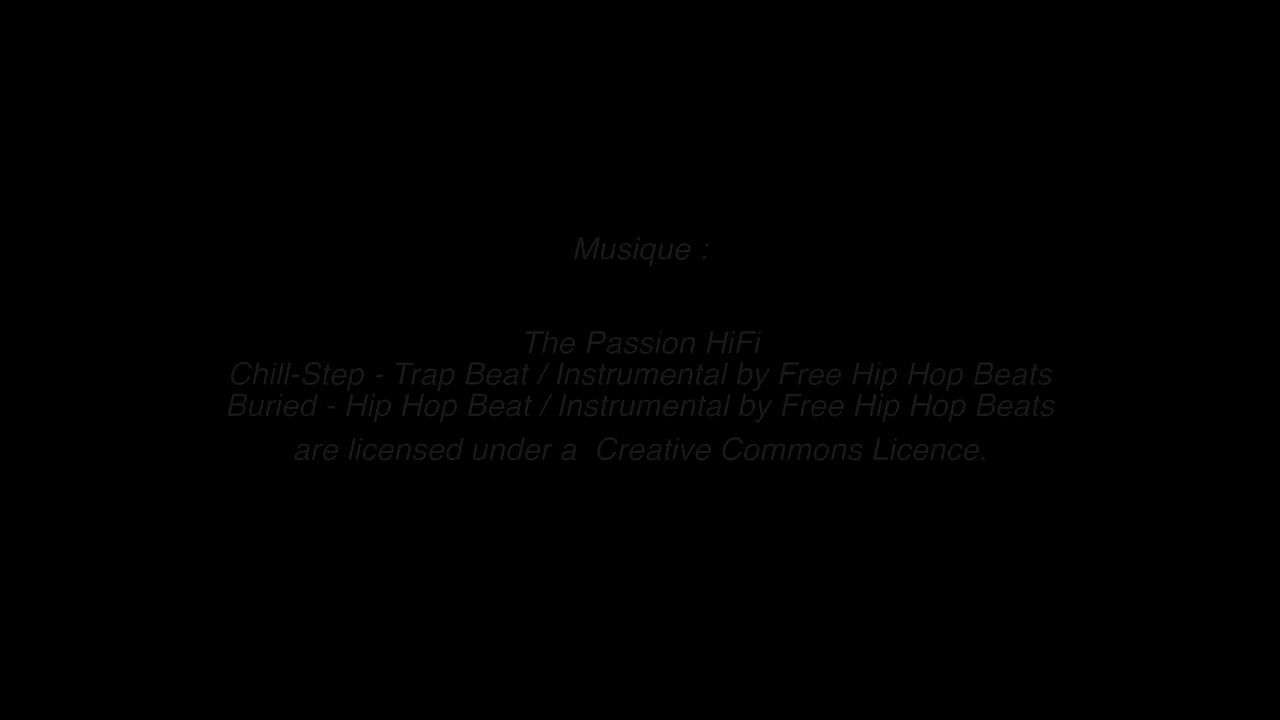 Musique :
The Passion HiFi
Chill-Step - Trap Beat / Instrumental by Free Hip Hop Beats
Buried - Hip Hop Beat / Instrumental by Free Hip Hop Beats
are licensed under a  Creative Commons Licence.